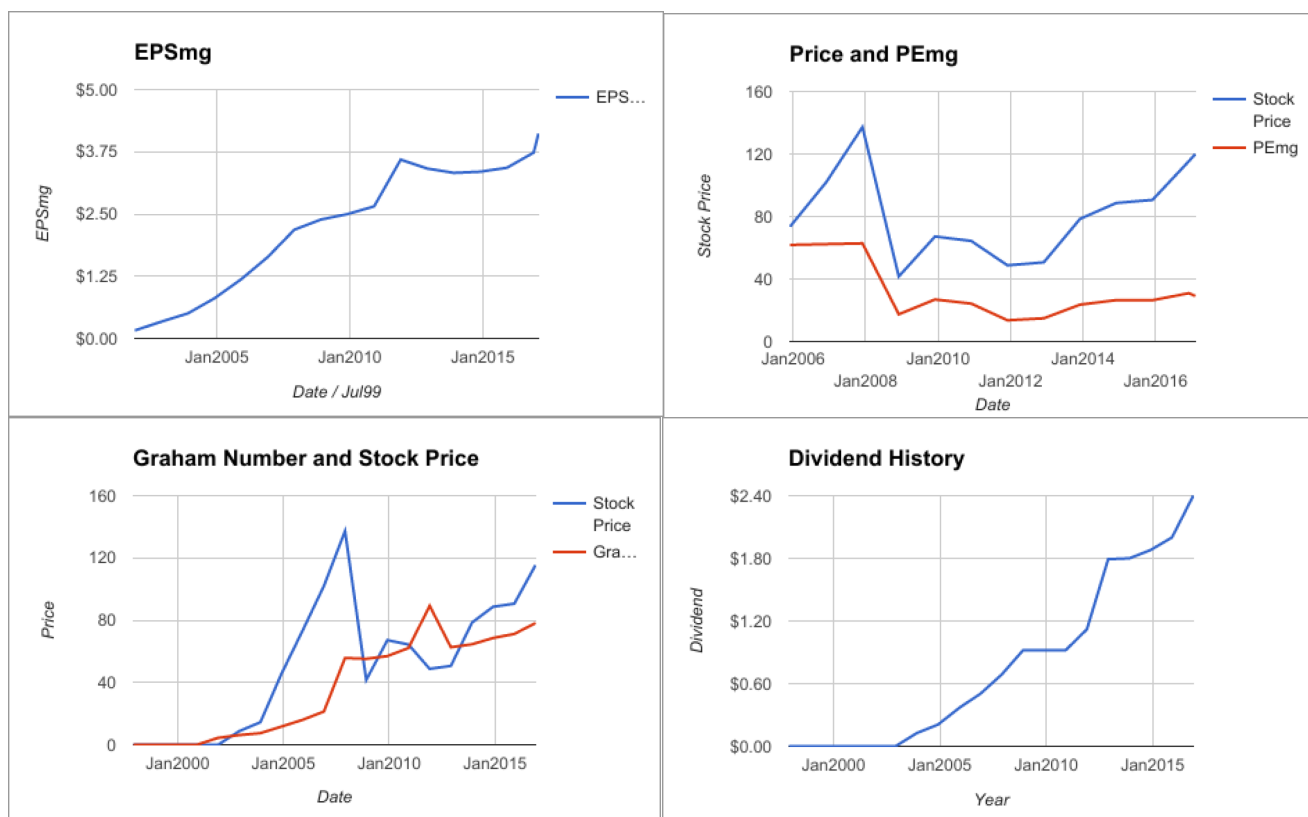 EPSmg
$5.00
$3.75
$2.50
$1.25
$0.00
EPSmg
EPS…
Jan2005
Jan2010
Jan2015
Date / Jul99
Price and PEmg
160
120
80
40
0
Stock Price
Stock
Price
PEmg
Jan2006
Jan2010
Jan2014
Jan2008
Jan2012
Jan2016
Date
Graham Number and Stock Price
160
120
80
40
0
Price
Stock
Price
Gra…
Jan2000
Jan2005
Jan2010
Jan2015
Date
Dividend History
$2.40
$1.80
$1.20
$0.60
$0.00
Dividend
Jan2000
Jan2005
Jan2010
Jan2015
Year